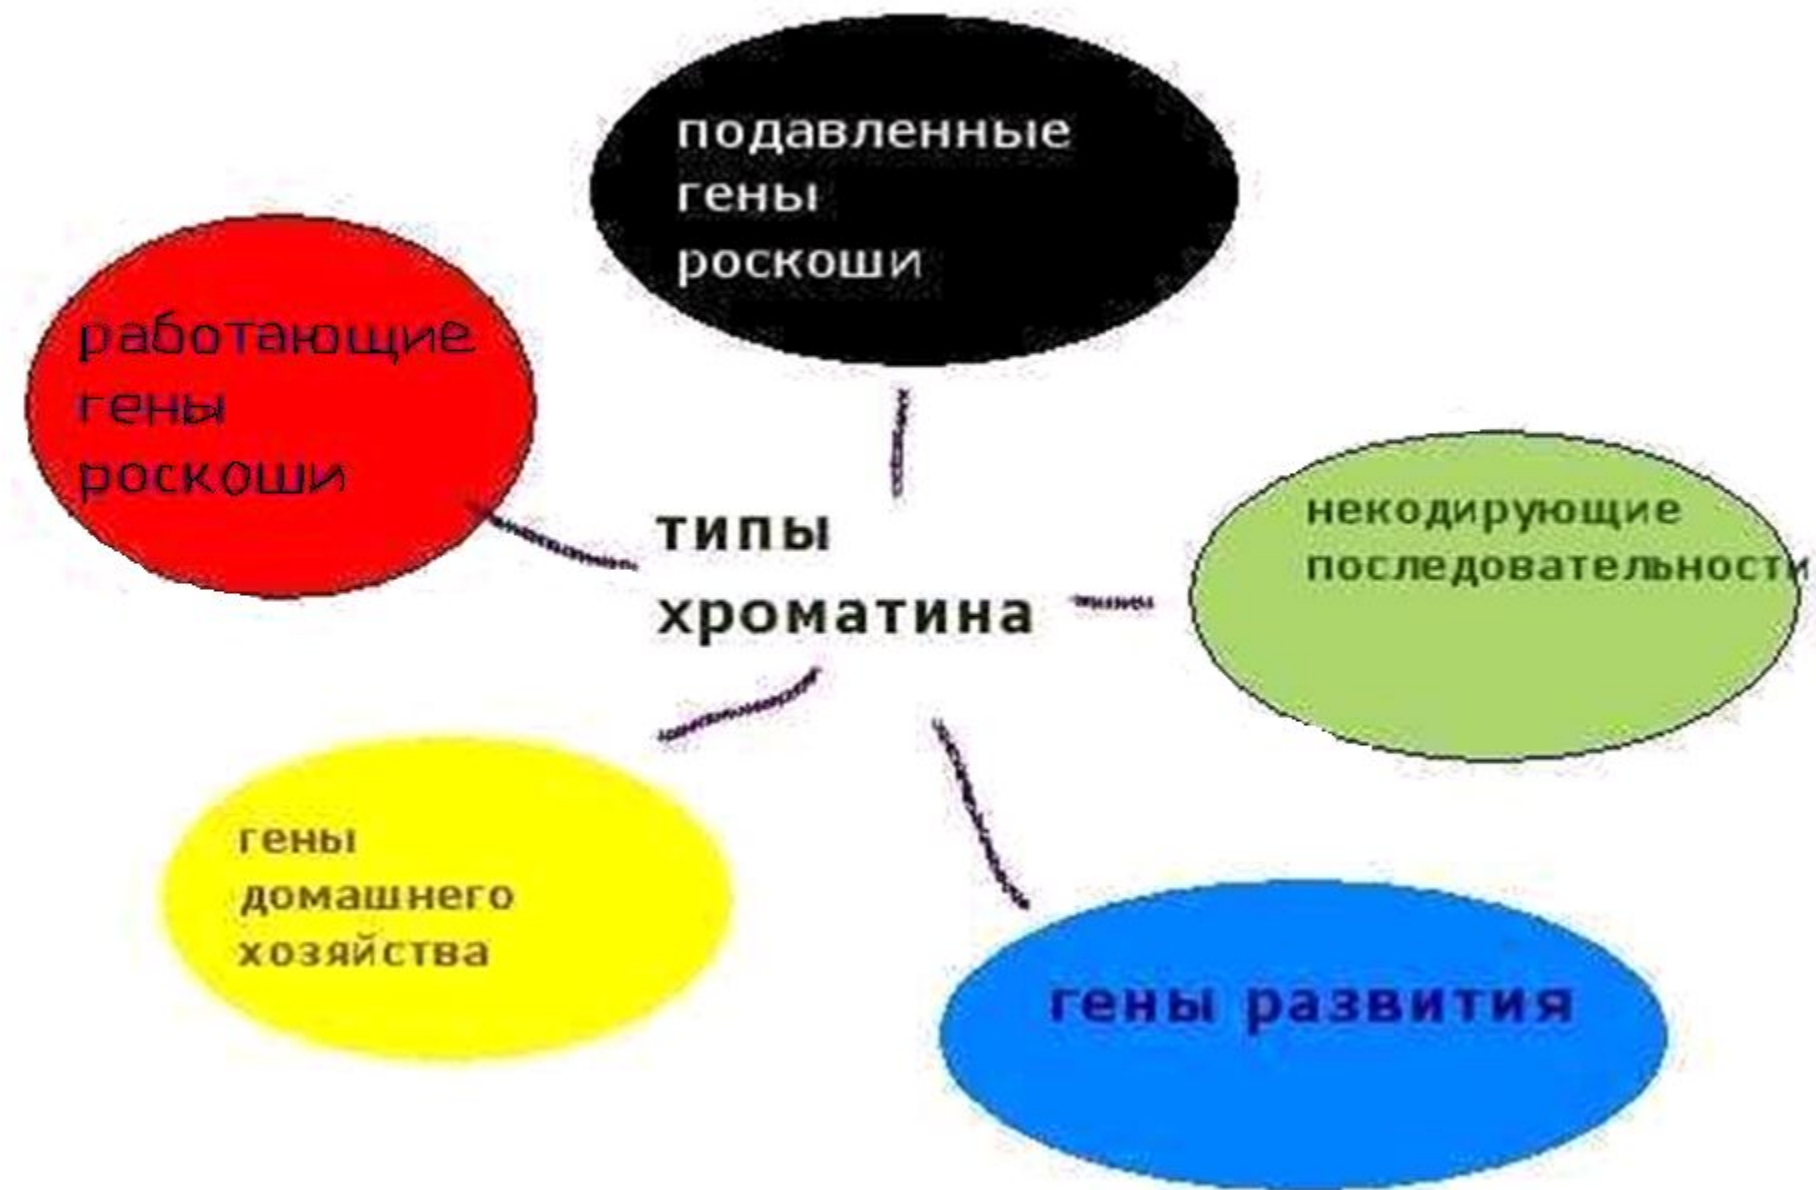 подавленные
гены
роскоши
работающие
гены
роскоши
типы
хроматина
некодирующие
последовательности
гены
домашнего
хозяйства
гены развития